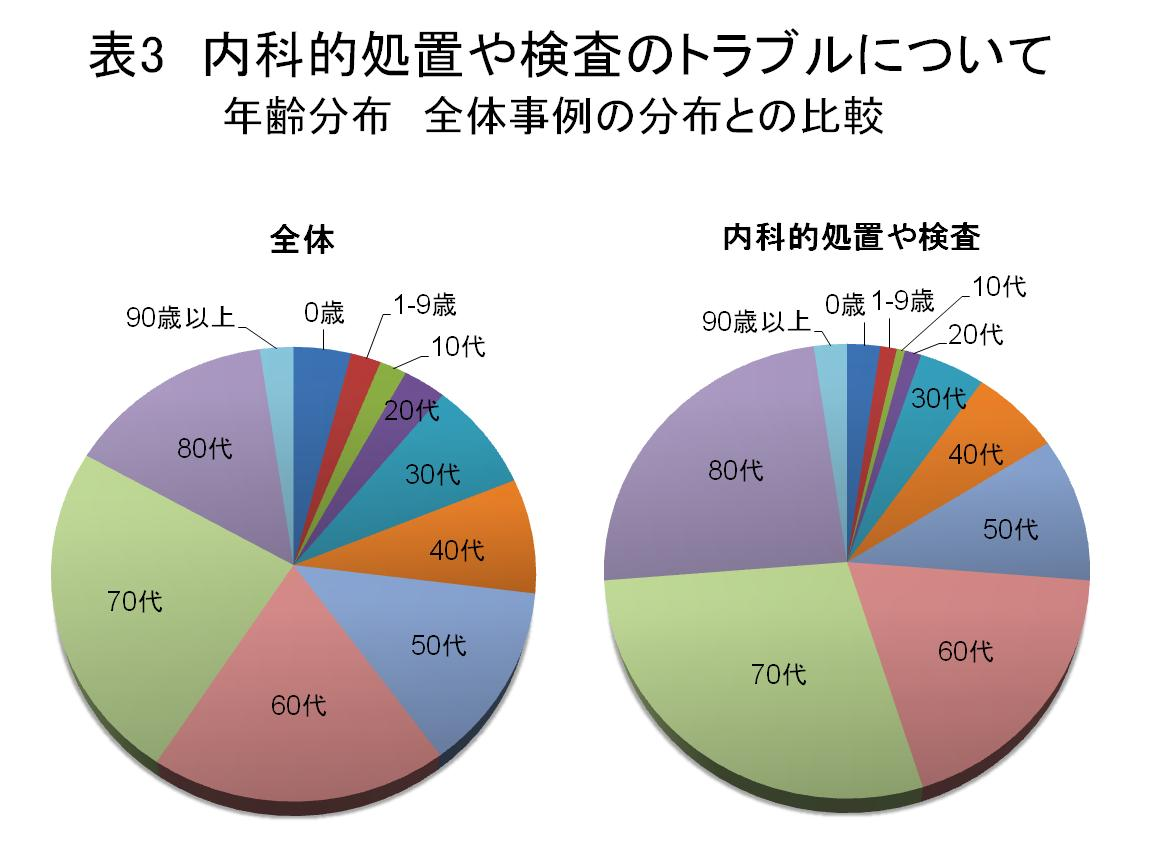 表3　内科的処置や検査のトラブルについて
年齢分布　全体事例の分布との比較
全体
0歳
1-9歳
10代
20代
30代
40代
50代
60代
70代
80代
90歳以上
内科的処置や検査
0歳
1-9歳
10代
20代
30代
40代
50代
60代
70代
80代
90歳以上